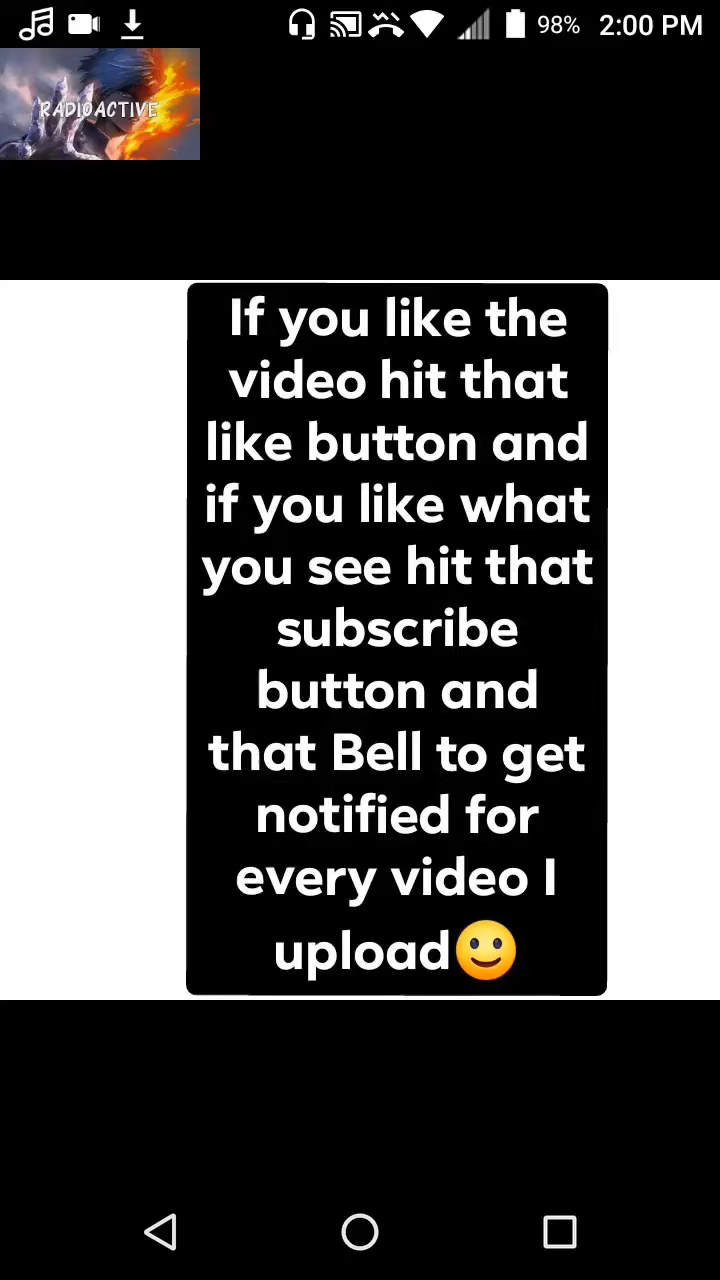 98% 2:00 PM
RADIOACTIVE
If you like the
video hit that
like button and
if you like what
you see hit that
subscribe
button and
that Bell to get
notified for
every video I
upload🙂